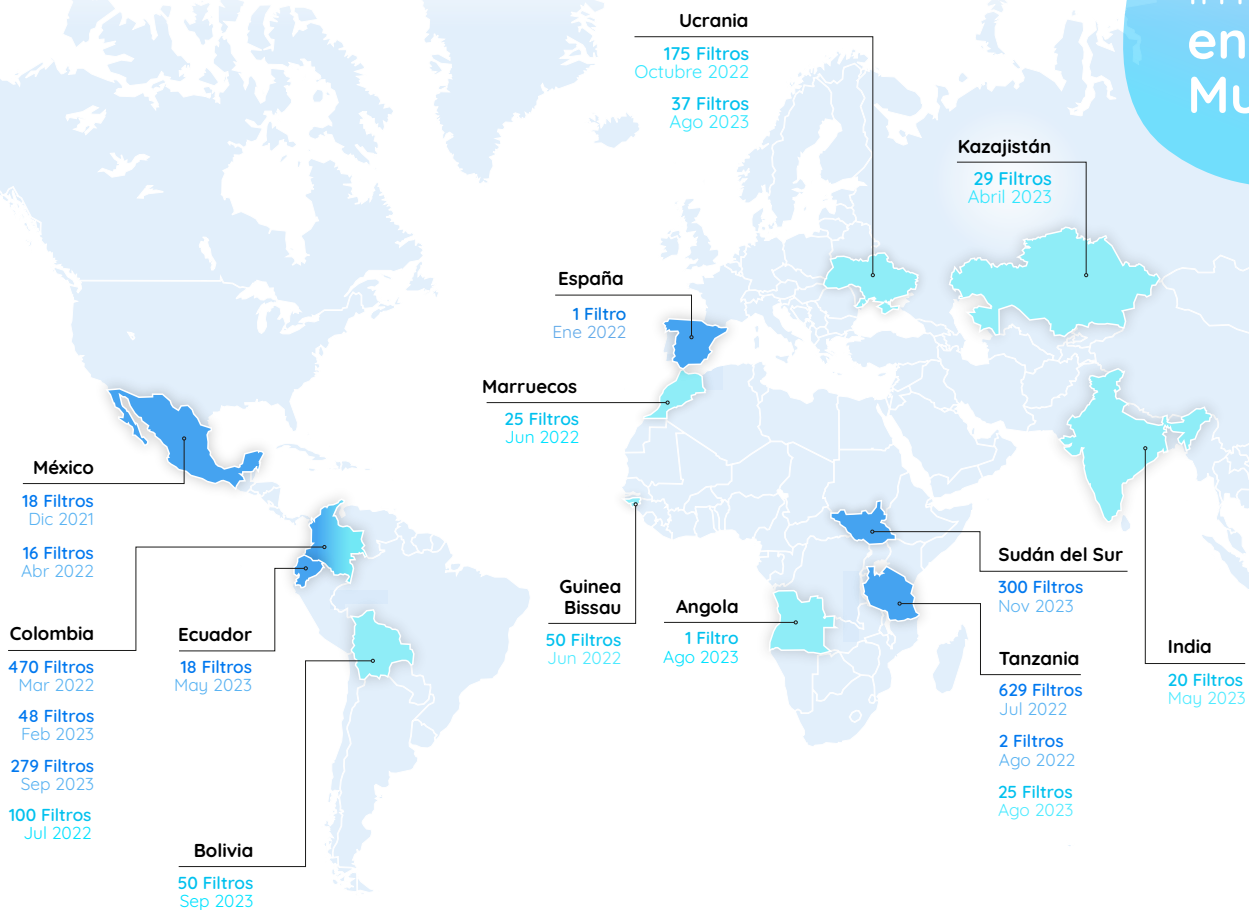 en
Ucrania
175 Filtros
Octubre 2022
37 Filtros
Ago 2023
Kazajistán
29 Filtros
Abril 2023
España
1 Filtro
Ene 2022
Marruecos
25 Filtros
Jun 2022
México
18 Filtros
Dic 2021
16 Filtros
Abr 2022
Colombia
470 Filtros
Mar 2022
48 Filtros
Feb 2023
279 Filtros
Sep 2023
100 Filtros
Jul 2022
Ecuador
18 Filtros
May 2023
Bolivia
50 Filtros
Sep 2023
Guinea
Bissau
50 Filtros
Jun 2022
Angola
1 Filtro
Ago 2023
Sudán del Sur
300 Filtros
Nov 2023
Tanzania
629 Filtros
Jul 2022
2 Filtros
Ago 2022
25 Filtros
Ago 2023
India
20 Filtros
May 2023